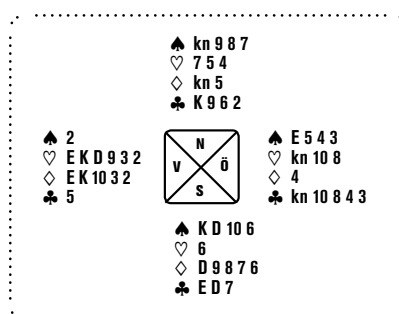 ♠ kn 9 8 7
♡ 7 5 4
♢ kn 5
♣ K 9 6 2
♠ 2
♡ E K D 9 3 2
♢ E K 10 3 2
♣ 5
N
V Ö
S
♠ E 5 4 3
♡ kn 10 8
♢ 4
♣ kn 10 8 4 3
♠ K D 10 6
♡ 6
♢ D 9 8 7 6
♣ E D 7